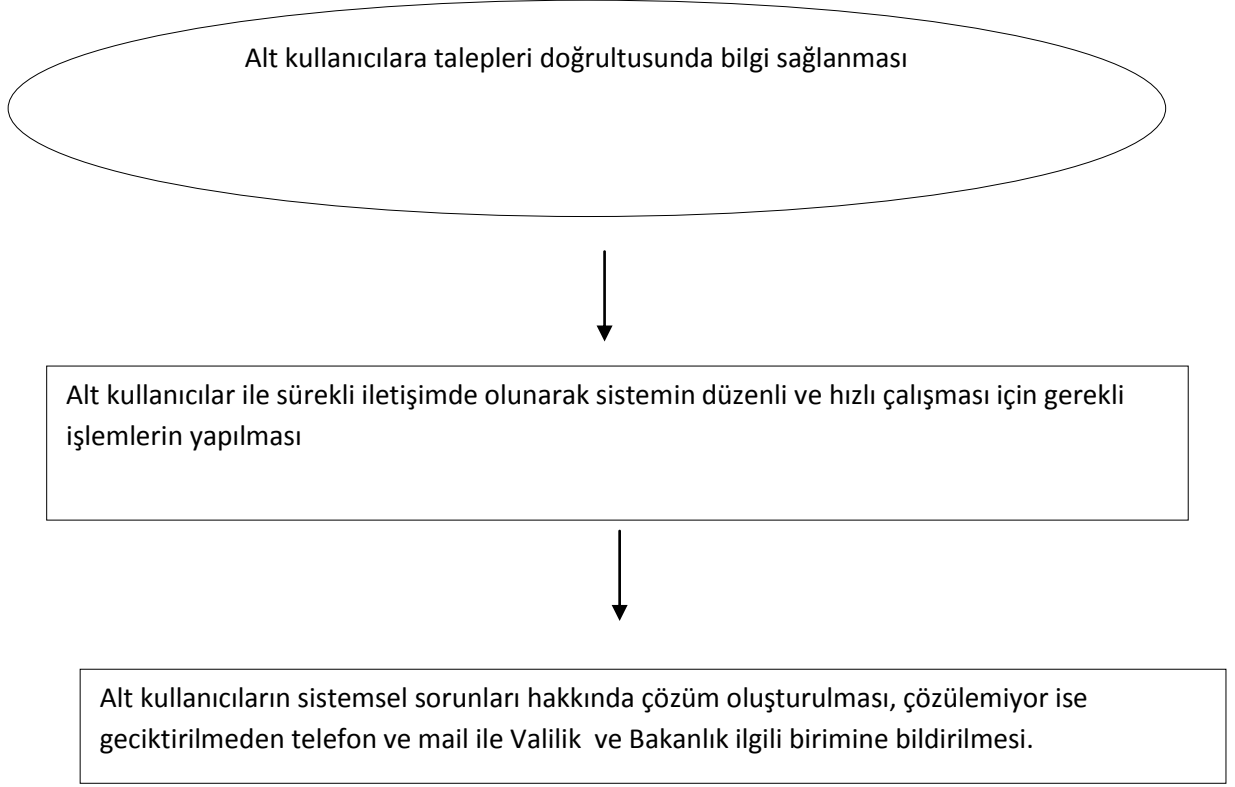 Alt kullanıcılara talepleri doğrultusunda bilgi sağlanması
Alt kullanıcılar ile sürekli iletişimde olunarak sistemin düzenli ve hızlı çalışması için gerekli
işlemlerin yapılması
Alt kullanıcıların sistemsel sorunları hakkında çözüm oluşturulması, çözülemiyor ise
geciktirilmeden telefon ve mail ile Valilik  ve Bakanlık ilgili birimine bildirilmesi.